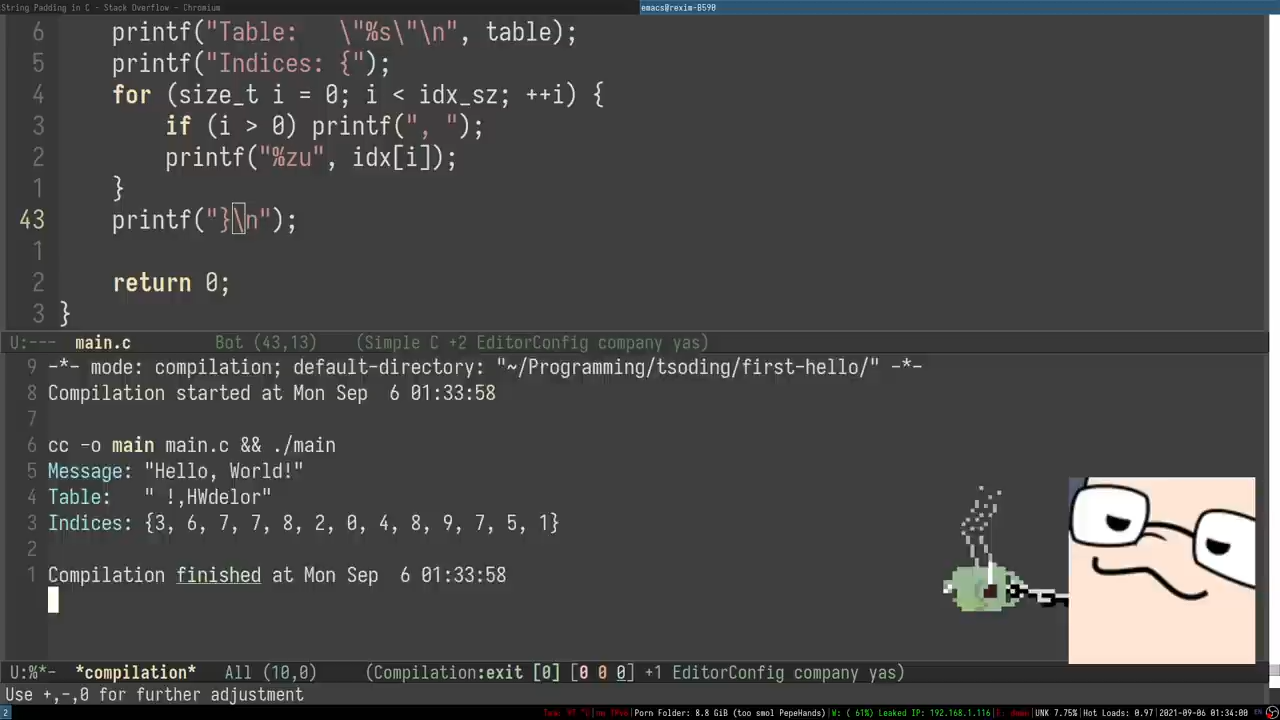 String Padding in C - Stack Overflow - Chromium
emacs@rexim-B590
6 printf("Table:   \"%s\"\n", table);
5 printf("Indices: {");
4 for (size_t i = 0; i < idx_sz; ++i) {
3 if (i > 0) printf(", ");
2 printf("%zu", idx[i]);
1 }
43 printf("}\n");
1
2 return 0;
3 }
U:--- main.c Bot (43,13) (Simple C +2 EditorConfig company yas)
9 -*- mode: compilation; default-directory: "~/Programming/tsoding/first-hello/" -*-
8 Compilation started at Mon Sep  6 01:33:58
7
6 cc -o main main.c && ./main
5 Message: "Hello, World!"
4 Table:   " !,HWdelor"
3 Indices: {3, 6, 7, 7, 8, 2, 0, 4, 8, 9, 7, 5, 1}
2
1 Compilation finished at Mon Sep  6 01:33:58
U:%*- *compilation* All (10,0) (Compilation:exit [0] [0 0 0] +1 EditorConfig company yas)
Use +,-,0 for further adjustment
2 Porn Folder: 8.8 GiB (too smol PepeHands)|W: ( 61%) Leaked IP: 192.168.1.116|E: down|UNK 7.75%|Hot Loads: 0.97|2021-09-06 01:34:00 EN